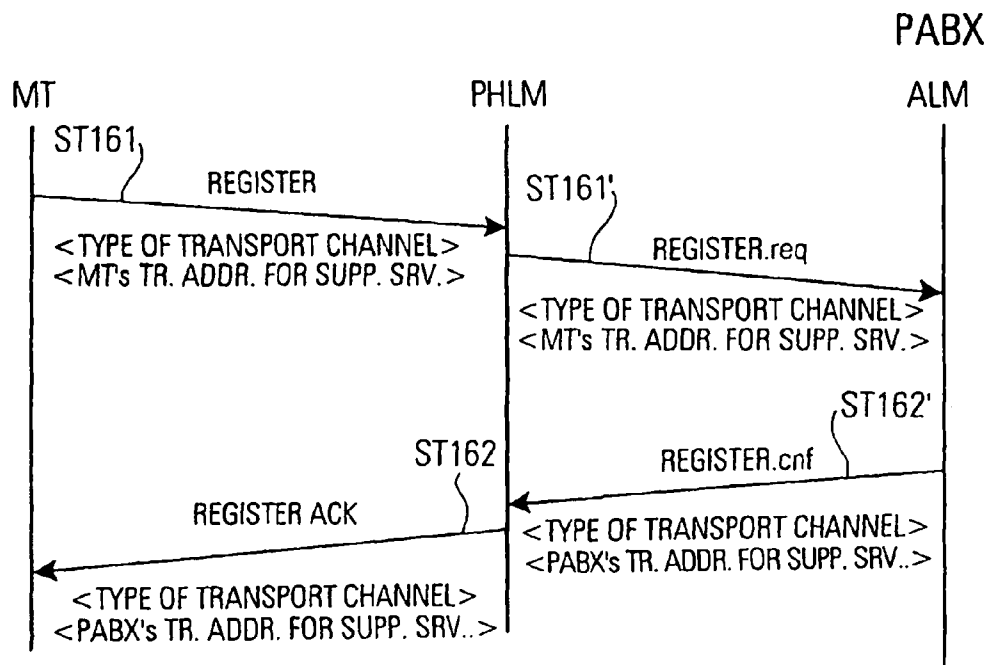 PABX
MT
PHLM
ALM
ST161
REGISTER
<TYPE OF TRANSPORT CHANNEL>
<MT's TR. ADDR. FOR SUPP. SRV.>
ST161'
REGISTER.req
<TYPE OF TRANSPORT CHANNEL>
<MT's TR. ADDR. FOR SUPP. SRV.>
ST162'
REGISTER.cnf
<TYPE OF TRANSPORT CHANNEL>
<PABX's TR. ADDR. FOR SUPP. SRV..>
ST162
REGISTER ACK
<TYPE OF TRANSPORT CHANNEL>
<PABX's TR. ADDR. FOR SUPP. SRV..>